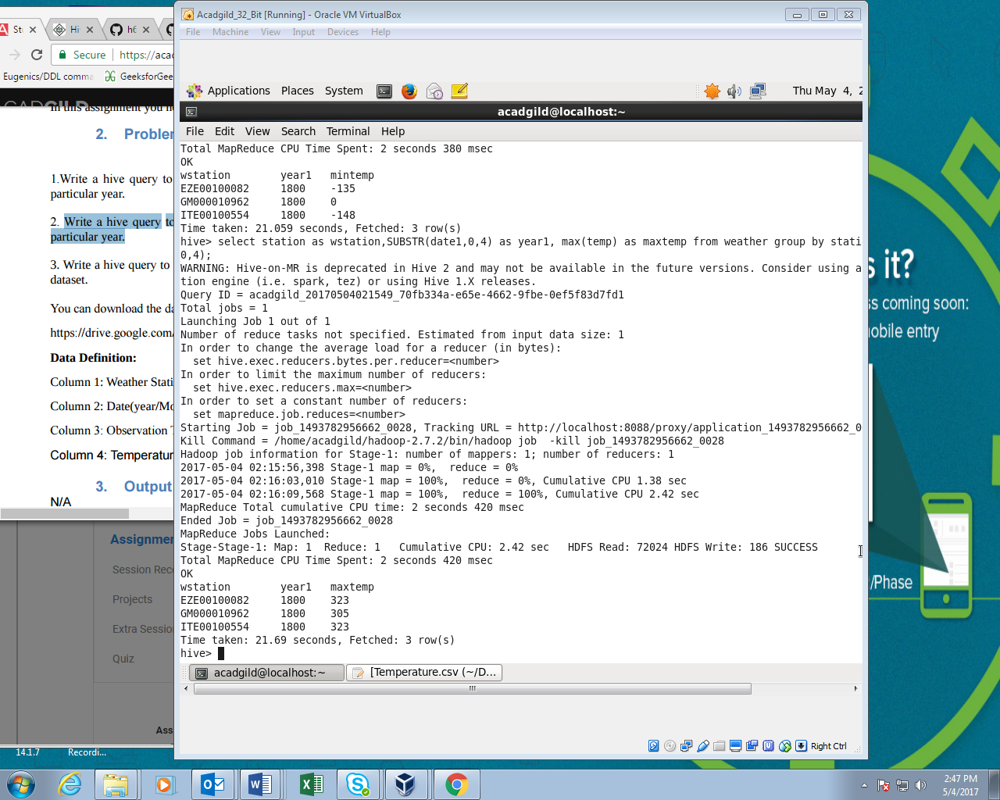 Acadgild_32_Bit [Running] - Oracle VM VirtualBox
File Machine View Input Devices Help
Applications Places System
Thu May 4, 2
acadgild@localhost:~
File Edit View Search Terminal Help
Total MapReduce CPU Time Spent: 2 seconds 380 msec
OK
wstation year1 mintemp
EZE00100082 1800 -135
GM000010962 1800 0
ITE00100554 1800 -148
Time taken: 21.059 seconds, Fetched: 3 row(s)
hive> select station as wstation,SUBSTR(date1,0,4) as year1, max(temp) as maxtemp from weather group by stati
0,4);
WARNING: Hive-on-MR is deprecated in Hive 2 and may not be available in the future versions. Consider using a
tion engine (i.e. spark, tez) or using Hive 1.X releases.
Query ID = acadgild_20170504021549_70fb334a-e65e-4662-9fbe-0ef5f83d7fd1
Total jobs = 1
Launching Job 1 out of 1
Number of reduce tasks not specified. Estimated from input data size: 1
In order to change the average load for a reducer (in bytes):
set hive.exec.reducers.bytes.per.reducer=<number>
In order to limit the maximum number of reducers:
set hive.exec.reducers.max=<number>
In order to set a constant number of reducers:
set mapreduce.job.reduces=<number>
Starting Job = job_1493782956662_0028, Tracking URL = http://localhost:8088/proxy/application_1493782956662_0
Kill Command = /home/acadgild/hadoop-2.7.2/bin/hadoop job -kill job_1493782956662_0028
Hadoop job information for Stage-1: number of mappers: 1; number of reducers: 1
2017-05-04 02:15:56,398 Stage-1 map = 0%, reduce = 0%
2017-05-04 02:16:03,010 Stage-1 map = 100%, reduce = 0%, Cumulative CPU 1.38 sec
2017-05-04 02:16:09,568 Stage-1 map = 100%, reduce = 100%, Cumulative CPU 2.42 sec
MapReduce Total cumulative CPU time: 2 seconds 420 msec
Ended Job = job_1493782956662_0028
MapReduce Jobs Launched:
Stage-Stage-1: Map: 1 Reduce: 1 Cumulative CPU: 2.42 sec HDFS Read: 72024 HDFS Write: 186 SUCCESS
Total MapReduce CPU Time Spent: 2 seconds 420 msec
OK
wstation year1 maxtemp
EZE00100082 1800 323
GM000010962 1800 305
ITE00100554 1800 323
Time taken: 21.69 seconds, Fetched: 3 row(s)
hive>
acadgild@localhost:~
[Temperature.csv (~/D...
Right Ctrl
St
Hi
h6
Secure https://acad
Eugenics/DDL comma
GeeksforGee
In this assignment you n
2. Problem
1.Write a hive query to
particular year.
2. Write a hive query to
particular year.
3. Write a hive query to
dataset.
You can download the da
https://drive.google.com/
Data Definition:
Column 1: Weather Stati
Column 2: Date(year/Mo
Column 3: Observation T
Column 4: Temperatur
3. Output
N/A
Assignmen
Session Rec
Projects
Extra Sessio
Quiz
Ass
14.1.7 Recordi...
s it?
ss coming soon:
obile entry
/Phase
2:47 PM
5/4/2017